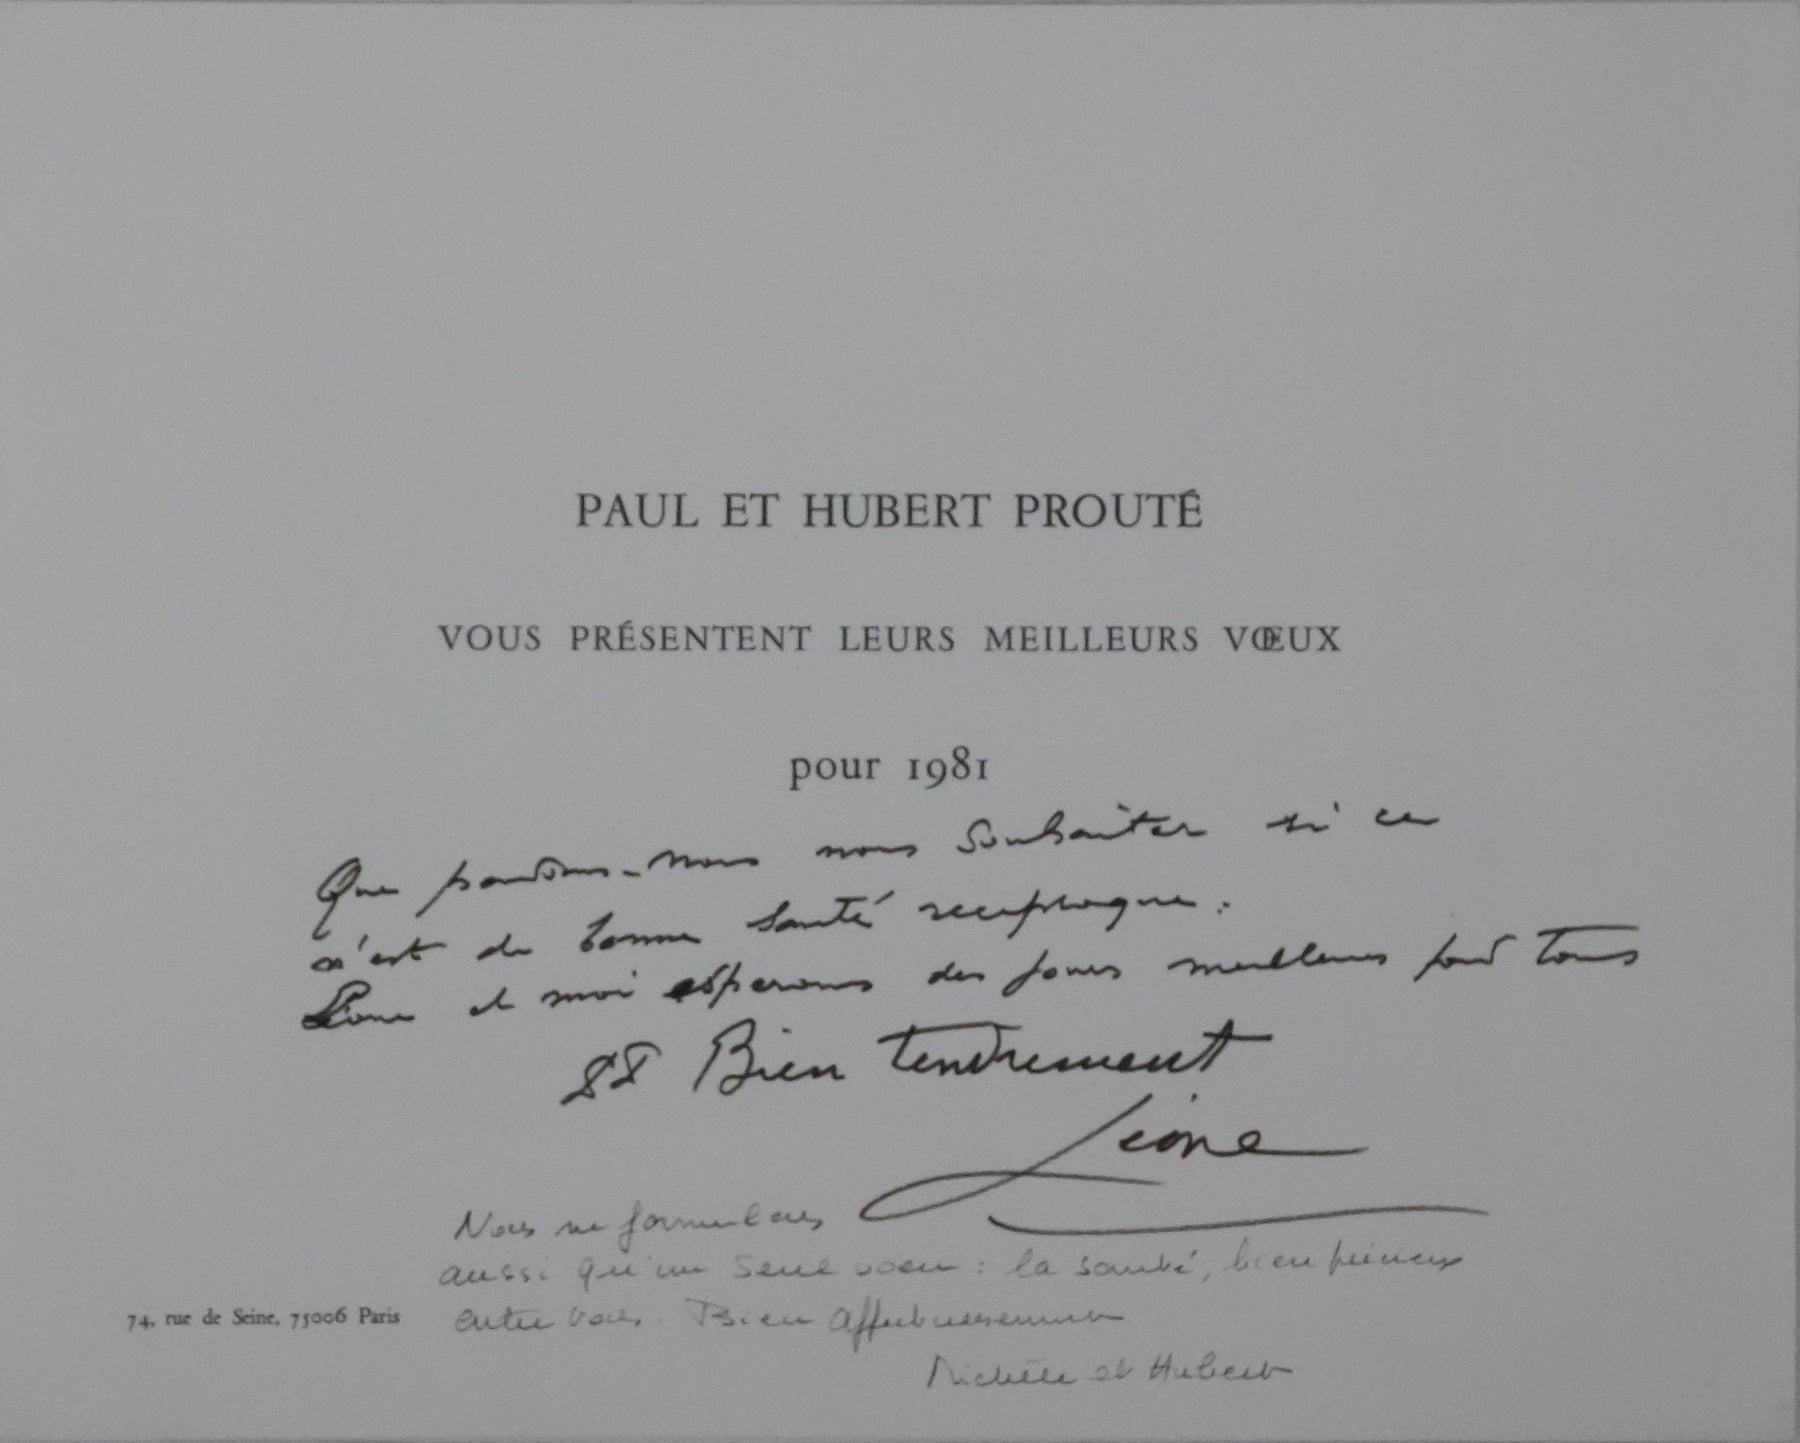 PAUL ET HUBERT PROUTÉ
VOUS PRÉSENTENT LEURS MEILLEURS VŒUX
pour 1981
Que pouvons-nous nous souhaiter si ce
n'est de bonne santé reciproque :
Léone et moi esperons des jours meilleurs pour tous
Bien tendrement
Léone
Nous ne formulons
aussi qu'un seul voeu : la santé, bien précieux
entre tous. Bien Affectueusement
74, rue de Seine, 75006 Paris
Michèle et Hubert